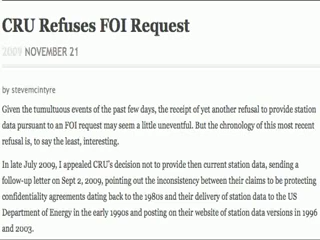 CRU Refuses FOI Request
2009 NOVEMBER 21
by stevemcintyre
Given the tumultuous events of the past few days, the receipt of yet another refusal to provide station
data pursuant to an FOI request may seem a little uneventful. But the chronology of this most recent
refusal is, to say the least, interesting.
In late July 2009, I appealed CRU's decision not to provide then current station data, sending a
follow-up letter on Sept 2, 2009, pointing out the inconsistency between their claims to be protecting
confidentiality agreements dating back to the 1980s and their delivery of station data to the US
Department of Energy in the early 1990s and posting on their website of station data versions in 1996
and 2003.